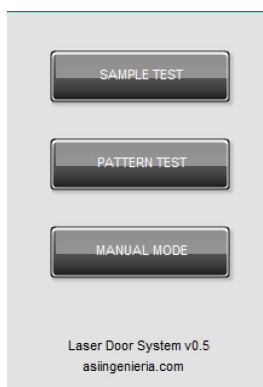 SAMPLE TEST
PATTERN TEST
MANUAL MODE
Laser Door System v0.5
asiingenieria.com